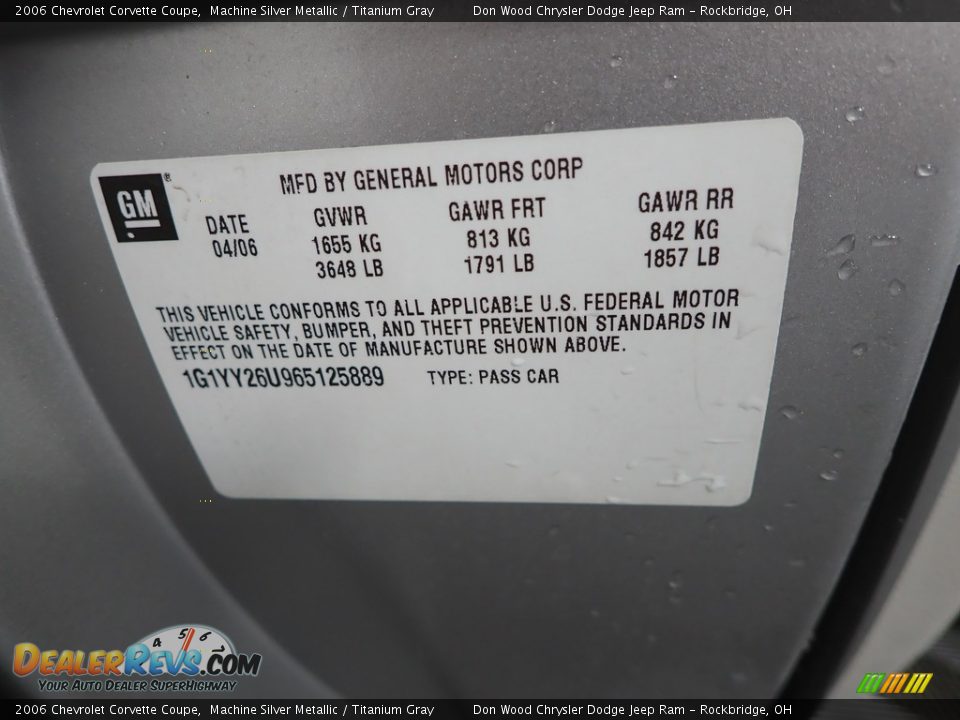 2006 Chevrolet Corvette Coupe, Machine Silver Metallic / Titanium Gray Don Wood Chrysler Dodge Jeep Ram - Rockbridge, OH
GM®
MFD BY GENERAL MOTORS CORP
DATE GVWR GAWR FRT GAWR RR
04/06 1655 KG 813 KG 842 KG
3648 LB 1791 LB 1857 LB
THIS VEHICLE CONFORMS TO ALL APPLICABLE U.S. FEDERAL MOTOR
VEHICLE SAFETY, BUMPER, AND THEFT PREVENTION STANDARDS IN
EFFECT ON THE DATE OF MANUFACTURE SHOWN ABOVE.
1G1YY26U965125889 TYPE: PASS CAR
4 5 6
DEALERREVS.COM
YOUR AUTO DEALER SUPERHIGHWAY
2006 Chevrolet Corvette Coupe, Machine Silver Metallic / Titanium Gray Don Wood Chrysler Dodge Jeep Ram - Rockbridge, OH